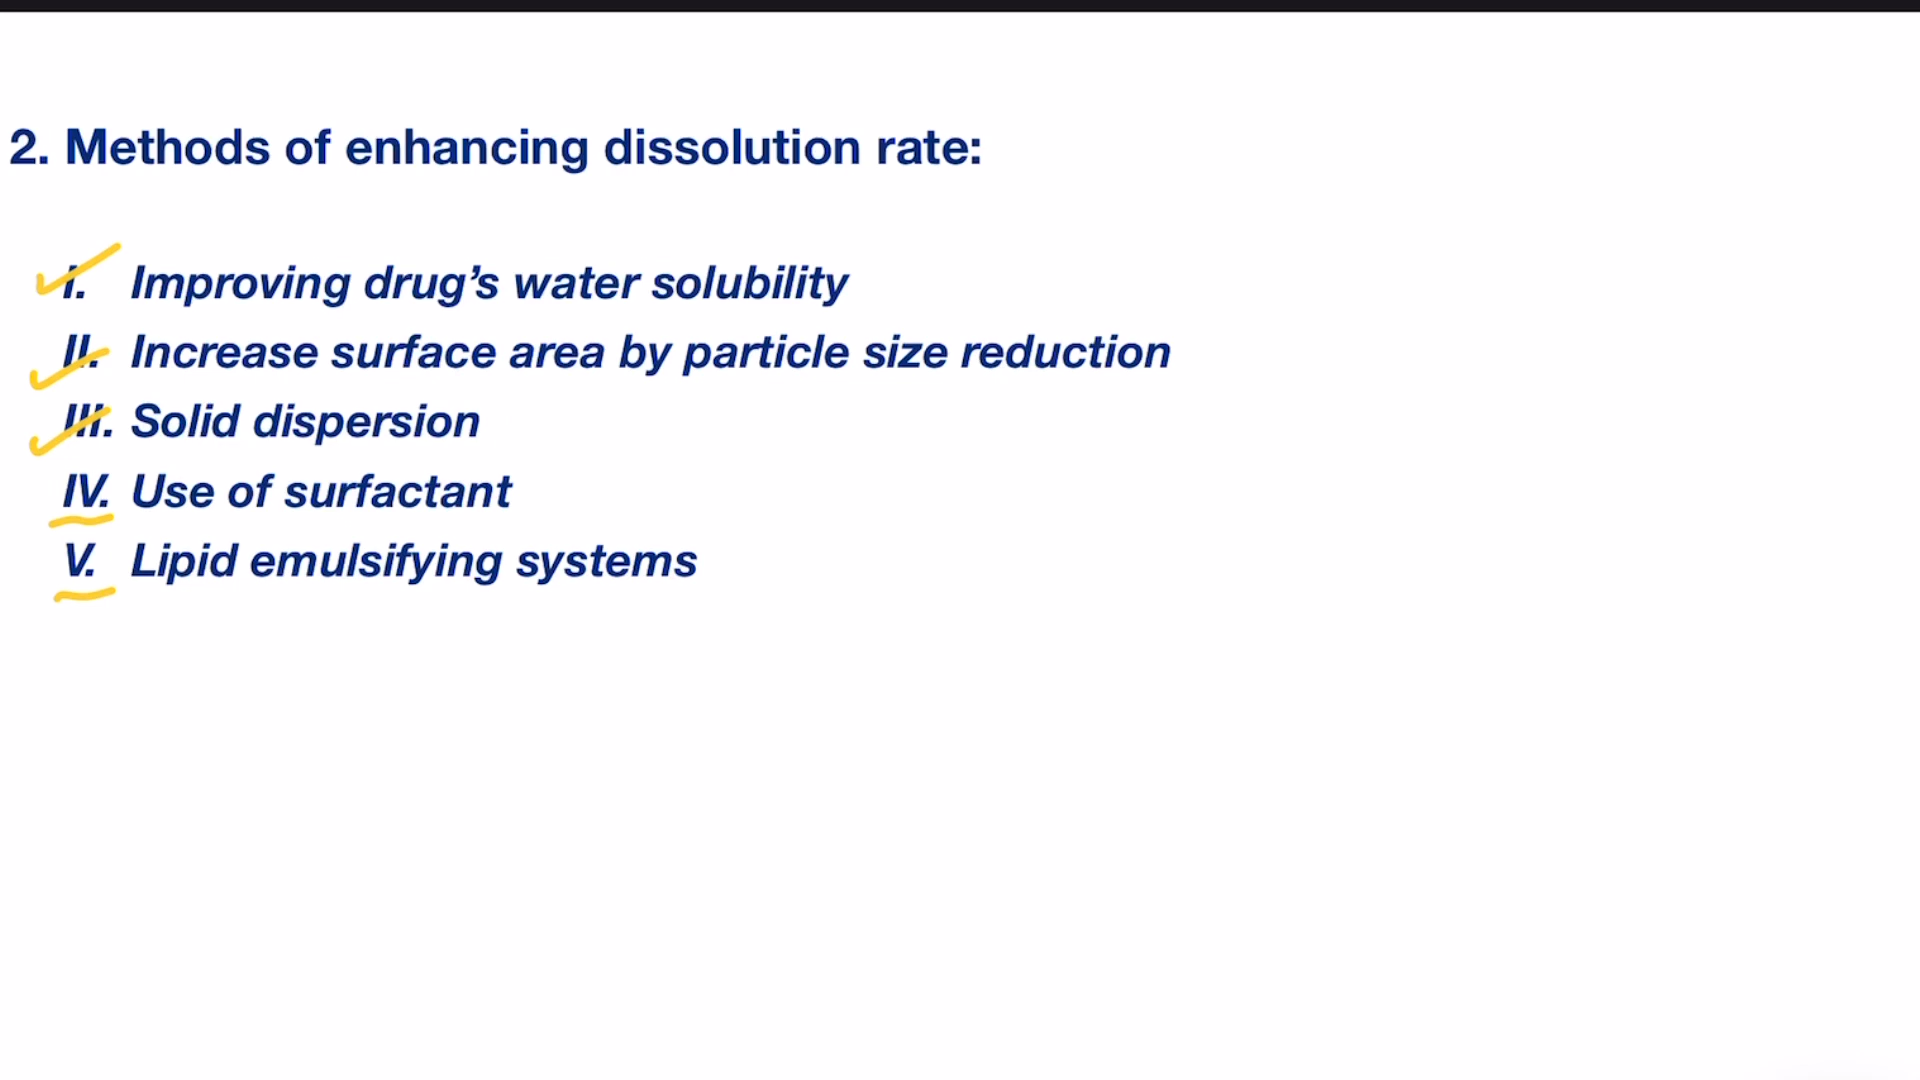 2. Methods of enhancing dissolution rate:
I. Improving drug’s water solubility
II. Increase surface area by particle size reduction
III. Solid dispersion
IV. Use of surfactant
V. Lipid emulsifying systems